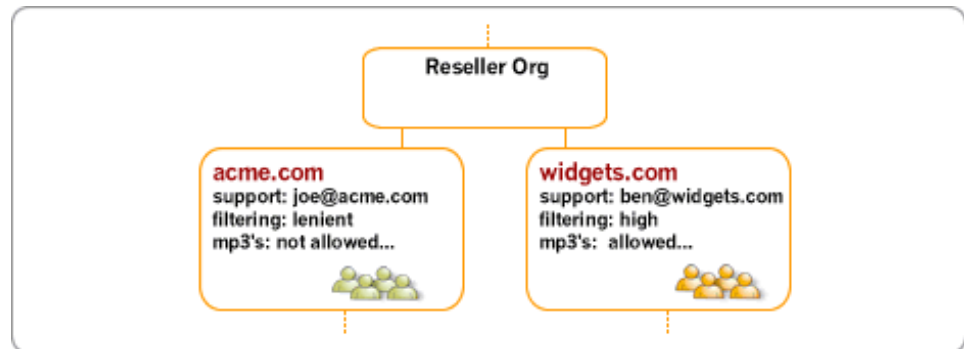 Reseller Org
acme.com
support: joe@acme.com
filtering: lenient
mp3's: not allowed...
widgets.com
support: ben@widgets.com
filtering: high
mp3's:  allowed...